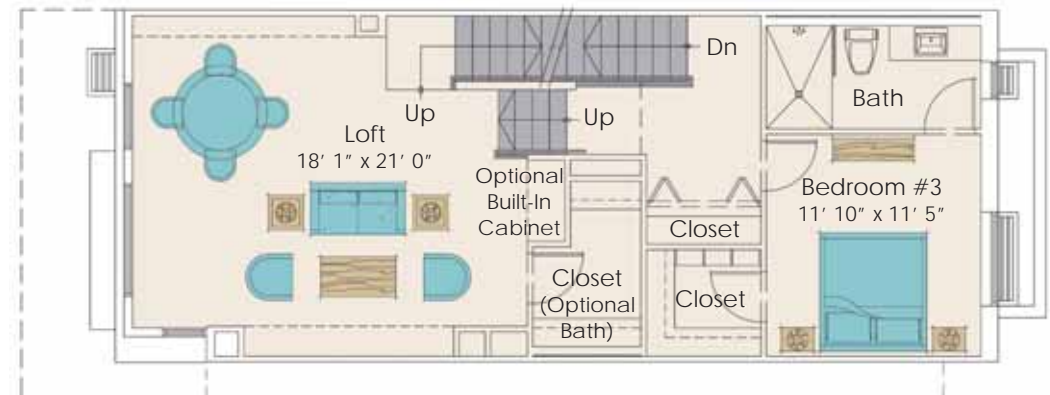 Dn
Up
Up
Bath
Loft
18' 1" x 21' 0"
Optional
Built-In
Cabinet
Bedroom #3
11' 10" x 11' 5"
Closet
Closet
(Optional
Bath)
Closet